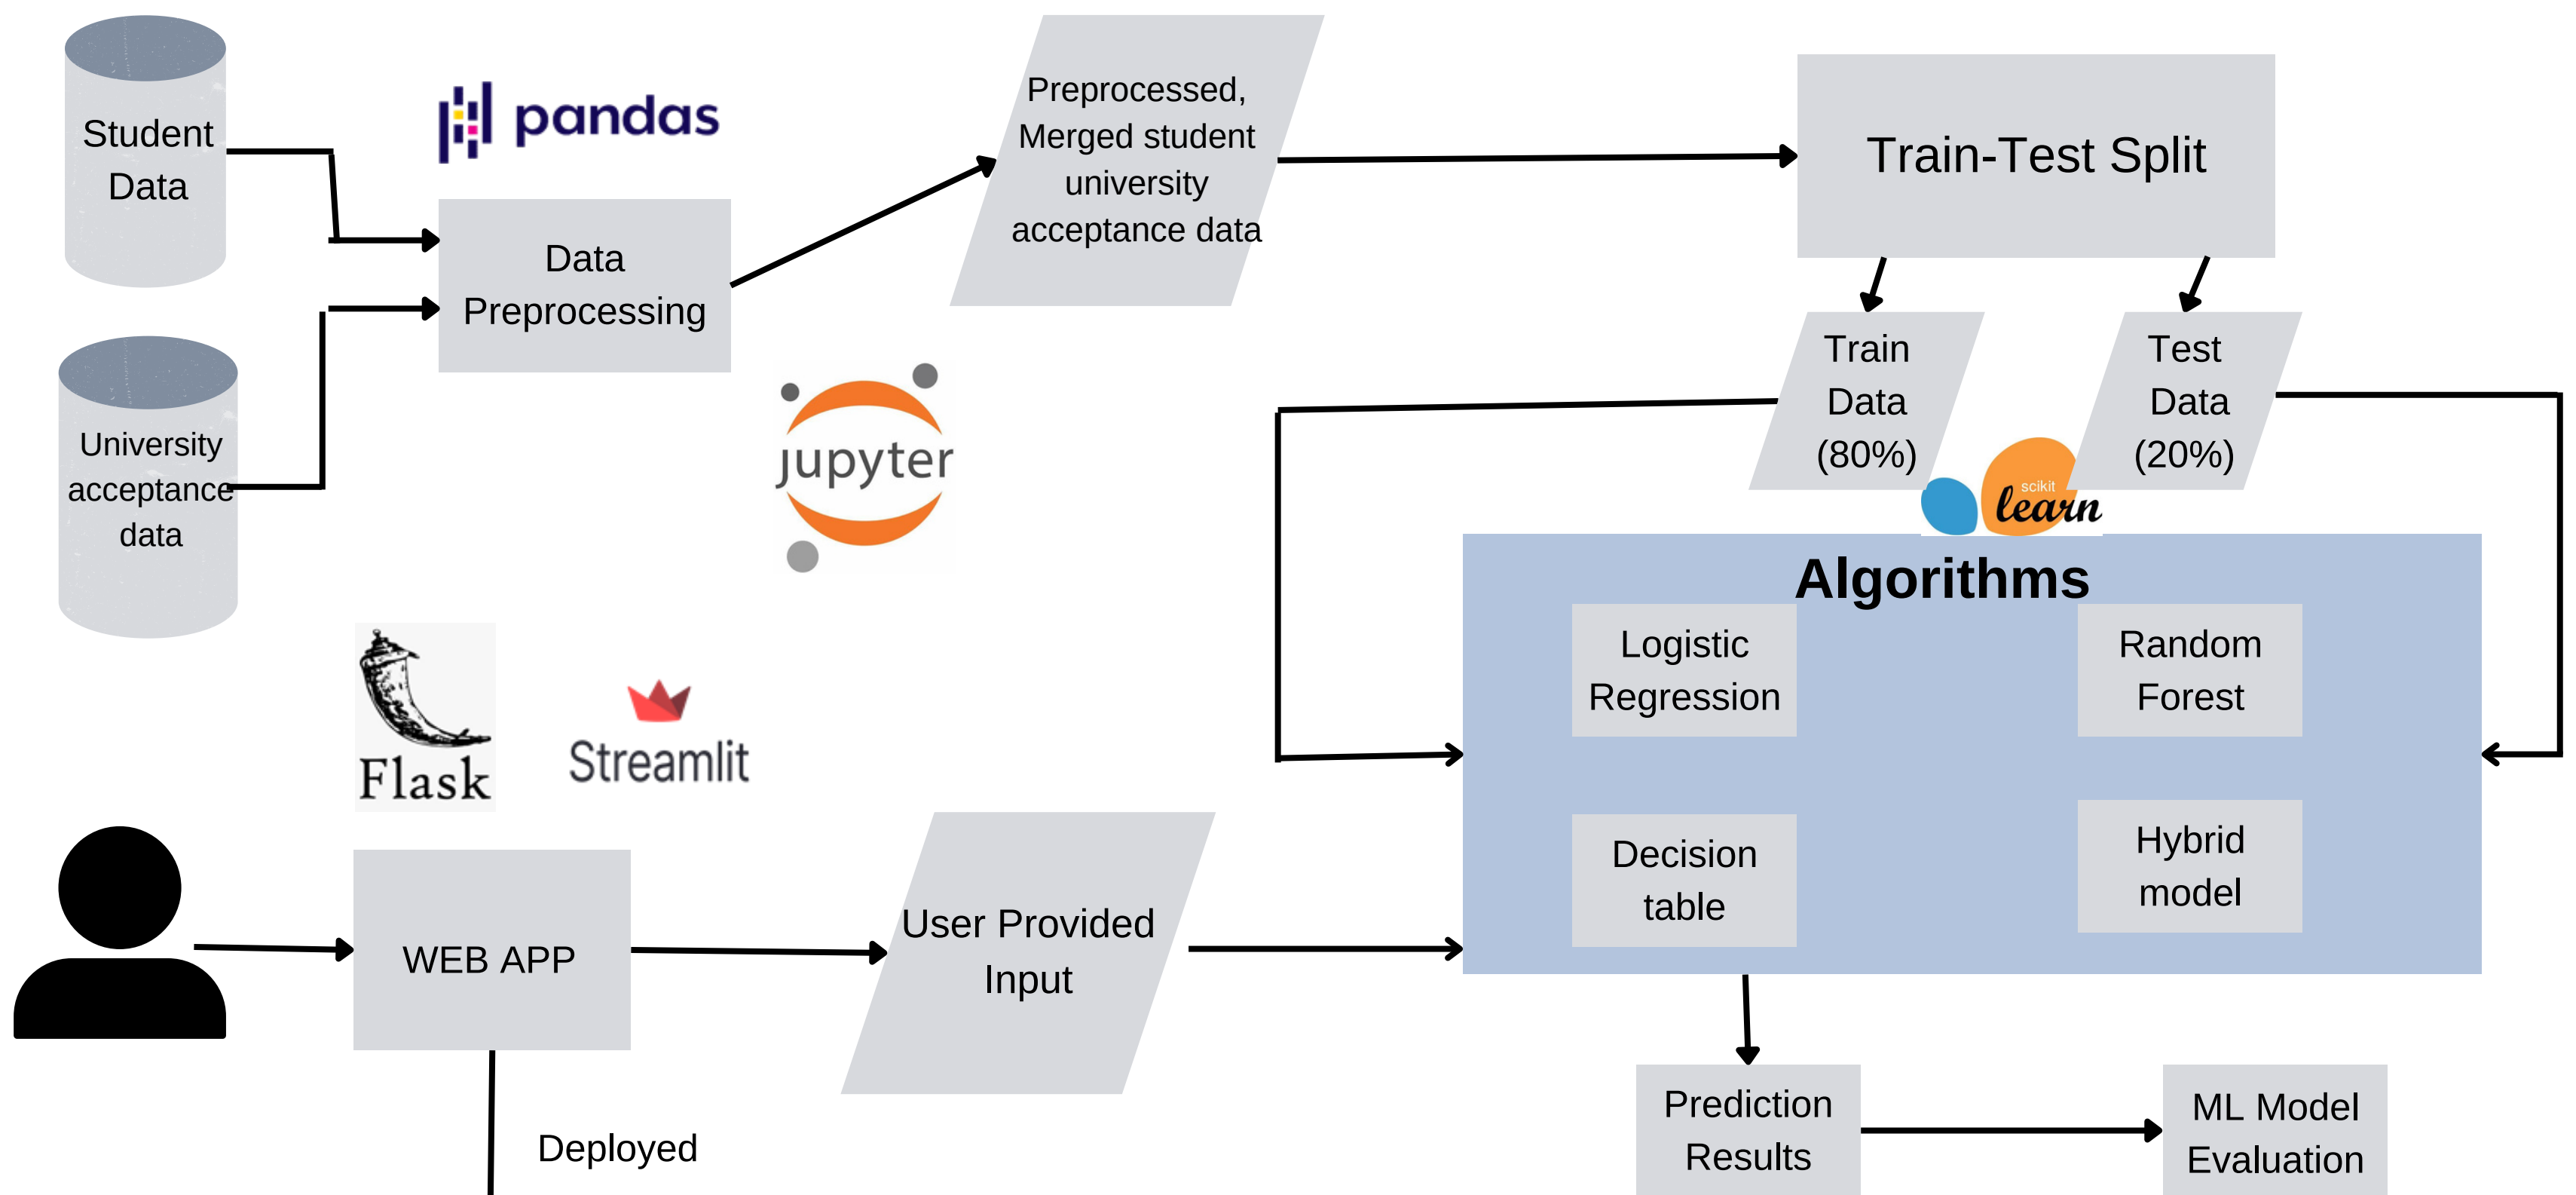 Student
Data
pandas
Data
Preprocessing
Preprocessed,
Merged student
university
acceptance data
Train-Test Split
Train
Data
(80%)
Test
Data
(20%)
University
acceptance
data
jupyter
scikit
learn
Algorithms
Logistic
Regression
Random
Forest
Decision
table
Hybrid
model
Flask
Streamlit
WEB APP
User Provided
Input
Deployed
Prediction
Results
ML Model
Evaluation